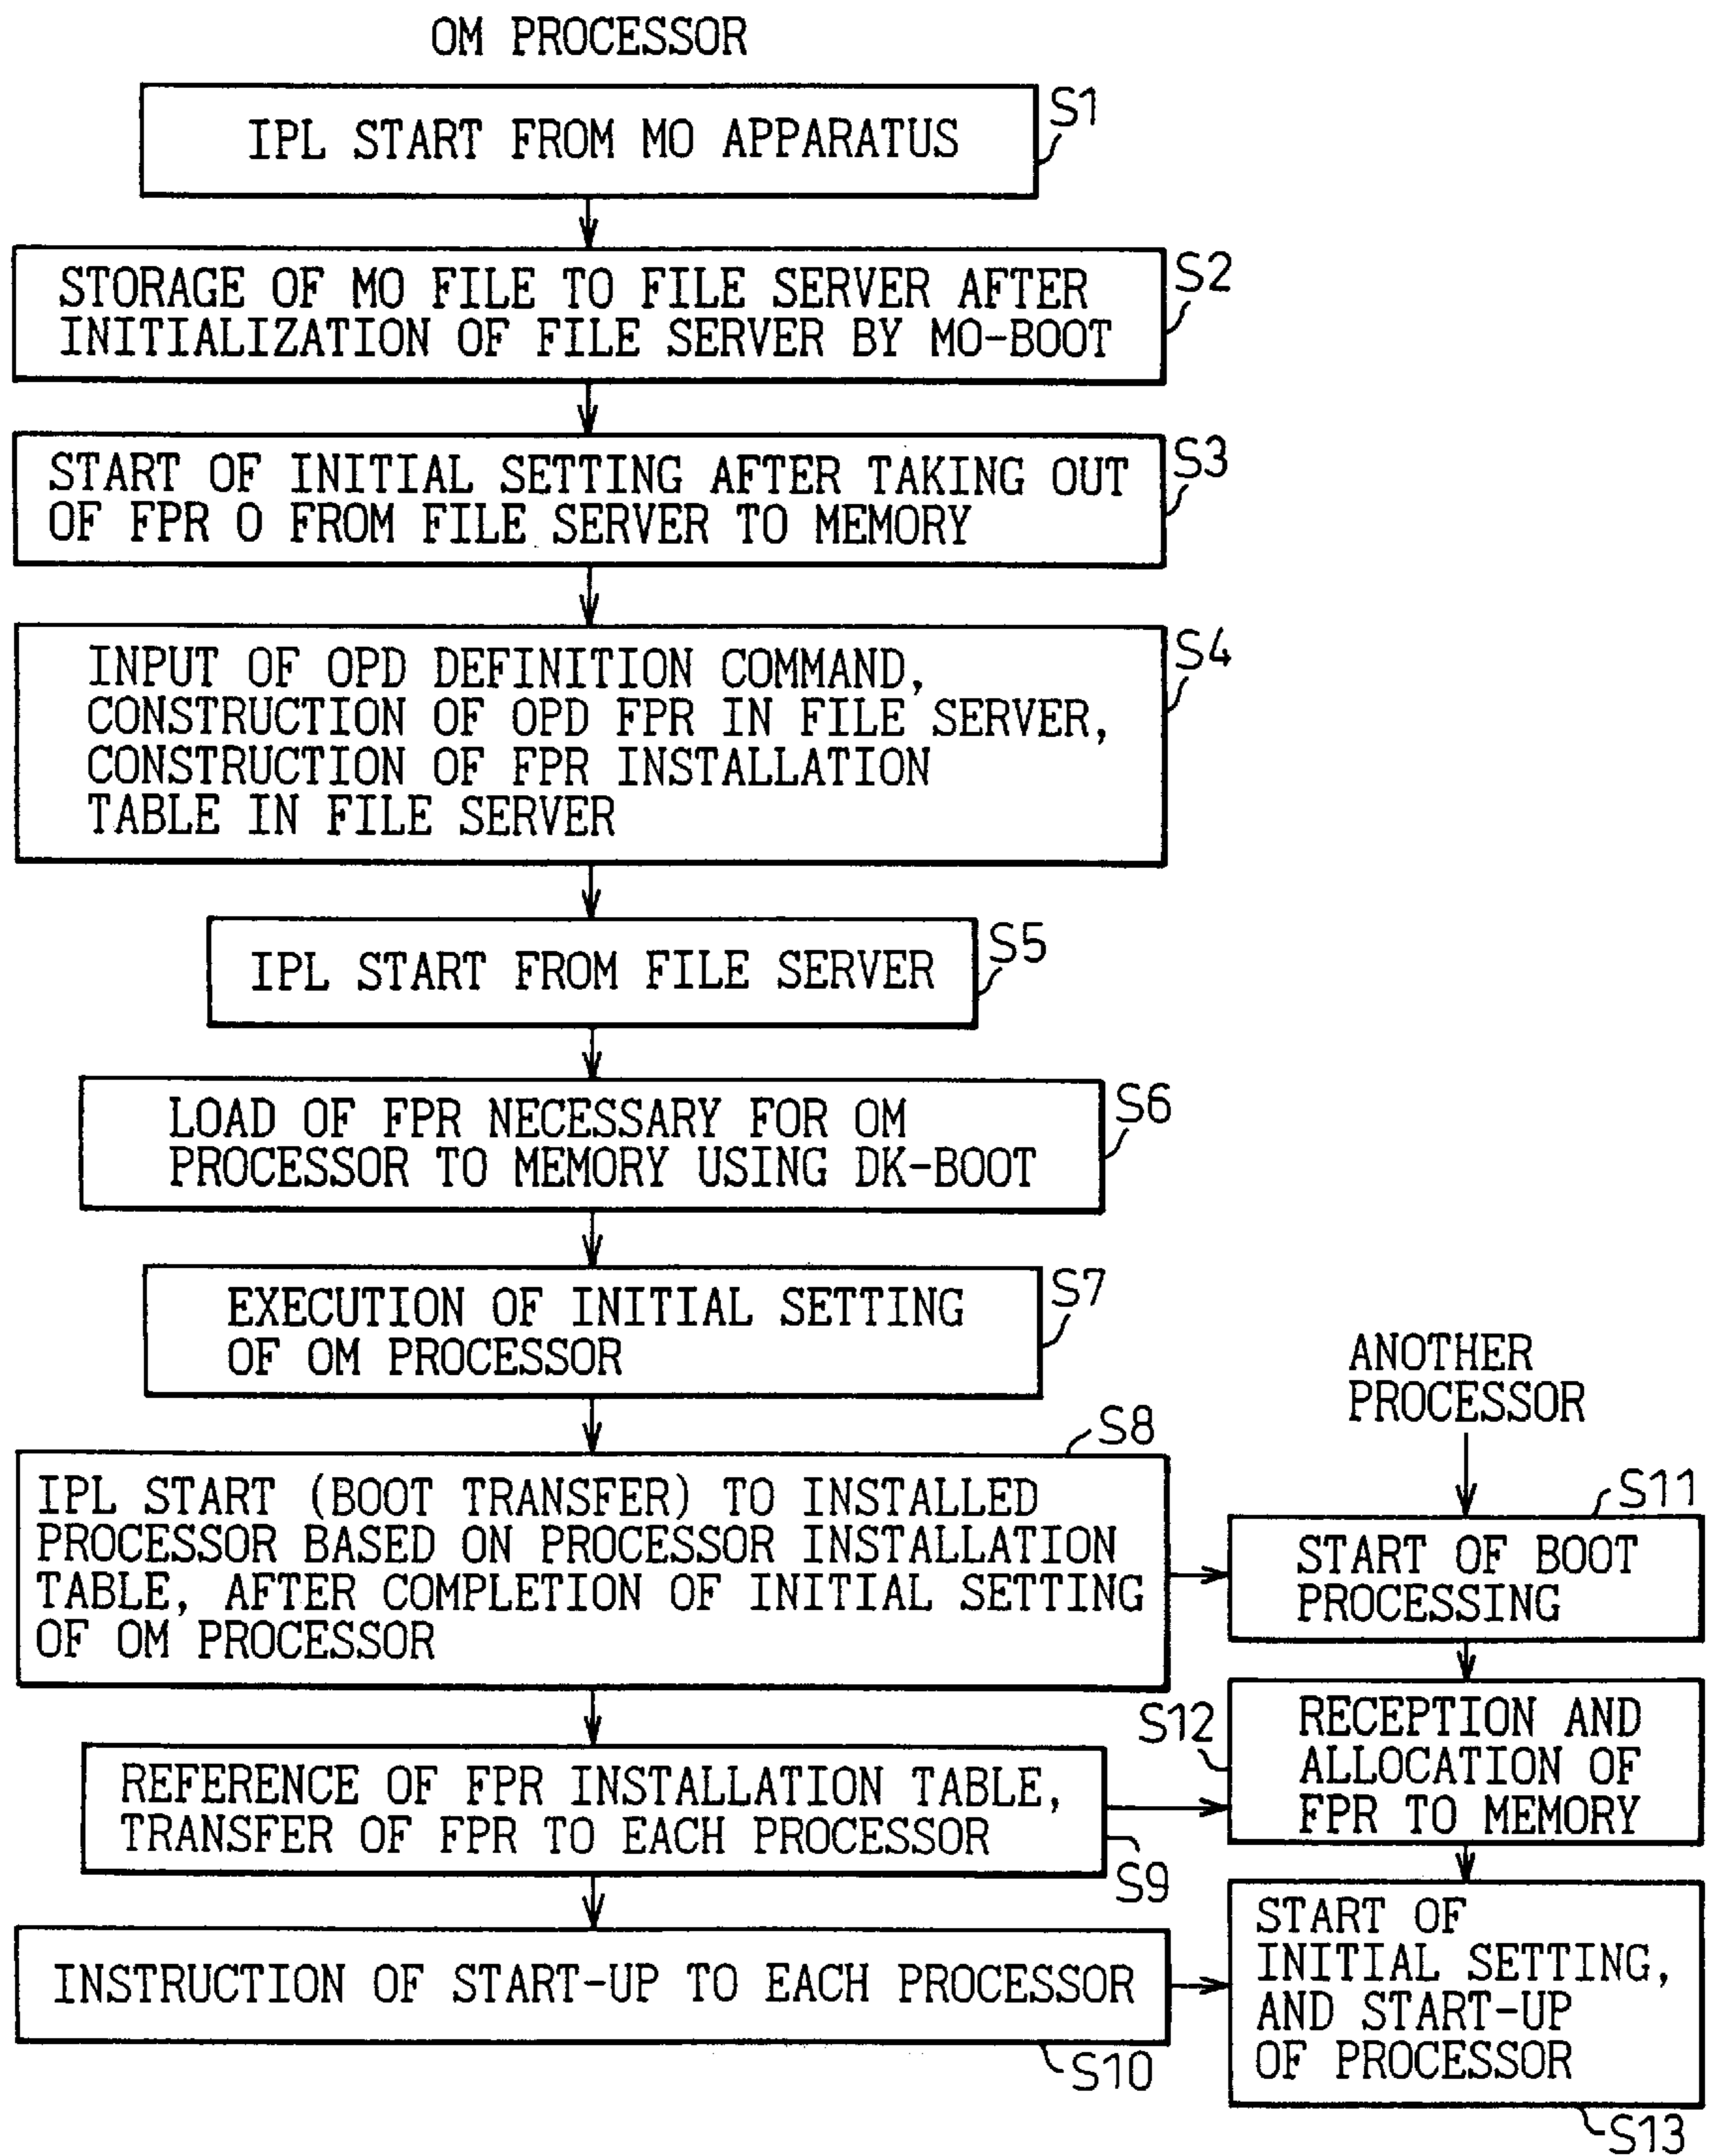 OM PROCESSOR
IPL START FROM MO APPARATUS
S1
STORAGE OF MO FILE TO FILE SERVER AFTER
INITIALIZATION OF FILE SERVER BY MO-BOOT
S2
START OF INITIAL SETTING AFTER TAKING OUT
OF FPR 0 FROM FILE SERVER TO MEMORY
S3
INPUT OF OPD DEFINITION COMMAND,
CONSTRUCTION OF OPD FPR IN FILE SERVER,
CONSTRUCTION OF FPR INSTALLATION
TABLE IN FILE SERVER
S4
IPL START FROM FILE SERVER
S5
LOAD OF FPR NECESSARY FOR OM
PROCESSOR TO MEMORY USING DK-BOOT
S6
EXECUTION OF INITIAL SETTING
OF OM PROCESSOR
S7
IPL START (BOOT TRANSFER) TO INSTALLED
PROCESSOR BASED ON PROCESSOR INSTALLATION
TABLE, AFTER COMPLETION OF INITIAL SETTING
OF OM PROCESSOR
S8
REFERENCE OF FPR INSTALLATION TABLE,
TRANSFER OF FPR TO EACH PROCESSOR
S9
INSTRUCTION OF START-UP TO EACH PROCESSOR
S10
ANOTHER
PROCESSOR
S11
START OF BOOT
PROCESSING
S12
RECEPTION AND
ALLOCATION OF
FPR TO MEMORY
START OF
INITIAL SETTING,
AND START-UP
OF PROCESSOR
S13